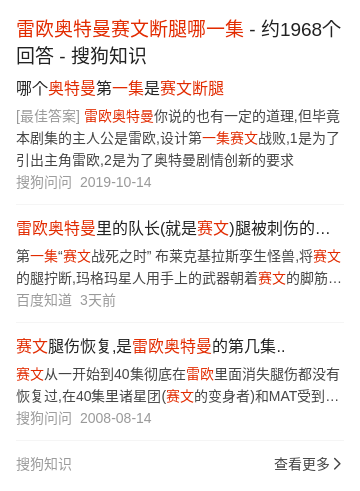 雷欧奥特曼赛文断腿哪一集 - 约1968个
回答 - 搜狗知识
哪个奥特曼第一集是赛文断腿
[最佳答案] 雷欧奥特曼你说的也有一定的道理,但毕竟
本剧集的主人公是雷欧,设计第一集赛文战败,1是为了
引出主角雷欧,2是为了奥特曼剧情创新的要求
搜狗问问 2019-10-14
雷欧奥特曼里的队长(就是赛文)腿被刺伤的…
第一集“赛文战死之时” 布莱克基拉斯孪生怪兽,将赛文
的腿拧断,玛格玛星人用手上的武器朝着赛文的脚筋…
百度知道 3天前
赛文腿伤恢复,是雷欧奥特曼的第几集..
赛文从一开始到40集彻底在雷欧里面消失腿伤都没有
恢复过,在40集里诸星团(赛文的变身者)和MAT受到…
搜狗问问 2008-08-14
搜狗知识 查看更多